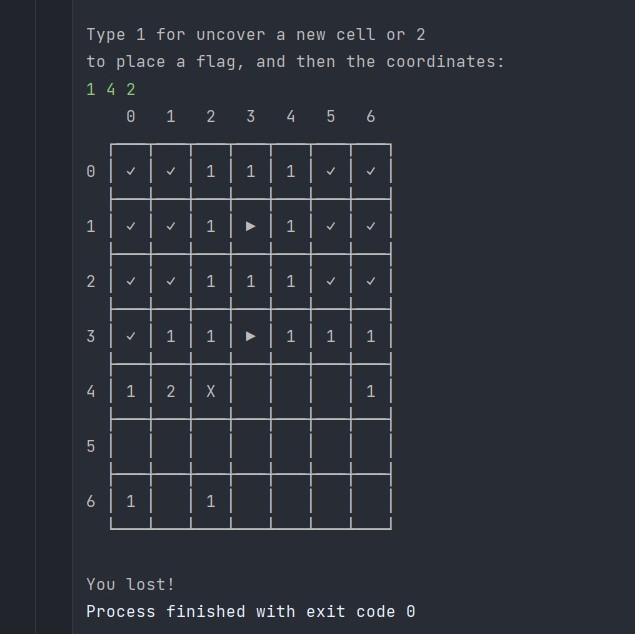 Type 1 for uncover a new cell or 2
to place a flag, and then the coordinates:
1 4 2
0 1 2 3 4 5 6
0 ✓ ✓ 1 1 1 ✓ ✓
1 ✓ ✓ 1 ▶ 1 ✓ ✓
2 ✓ ✓ 1 1 1 ✓ ✓
3 ✓ 1 1 ▶ 1 1 1
4 1 2 X 1
5
6 1 1
You lost!
Process finished with exit code 0